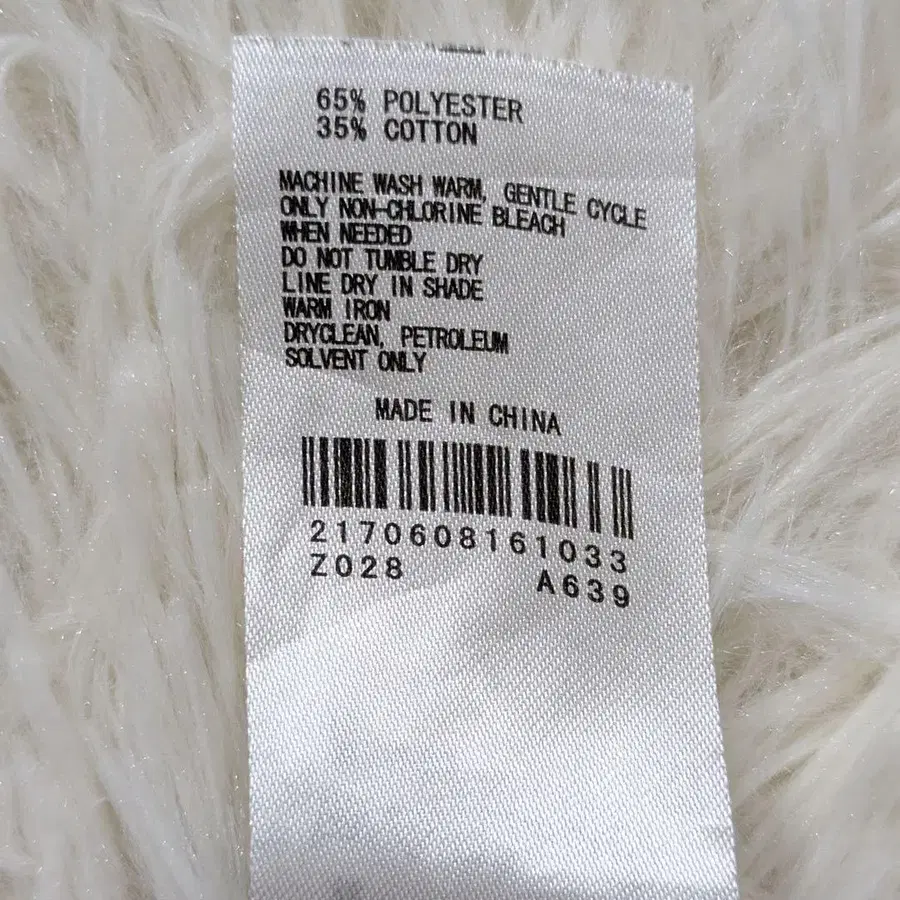 65% POLYESTER
35% COTTON
MACHINE WASH WARM, GENTLE CYCLE
ONLY NON-CHLORINE BLEACH
WHEN NEEDED
DO NOT TUMBLE DRY
LINE DRY IN SHADE
WARM IRON
DRYCLEAN, PETROLEUM
SOLVENT ONLY
MADE IN CHINA
2170608161033
Z028 A639